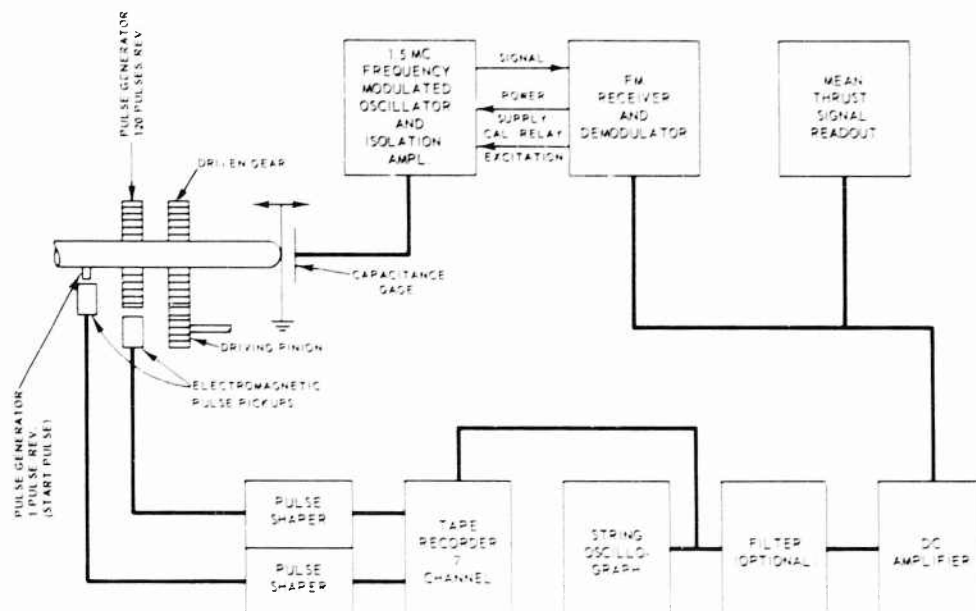 PULSE GENERATOR
120 PULSES REV
DRIVEN GEAR
1.5 MC
FREQUENCY
MODULATED
OSCILLATOR
AND
ISOLATION
AMPL.
SIGNAL
POWER
SUPPLY
CAL RELAY
EXCITATION
FM
RECEIVER
AND
DEMODULATOR
MEAN
THRUST
SIGNAL
READOUT
CAPACITANCE
GAGE
DRIVING PINION
ELECTROMAGNETIC
PULSE PICKUPS
PULSE GENERATOR
1 PULSE REV.
(START PULSE)
PULSE
SHAPER
PULSE
SHAPER
TAPE
RECORDER
7
CHANNEL
STRING
OSCILLO-
GRAPH
FILTER
(OPTIONAL)
DC
AMPLIFIER